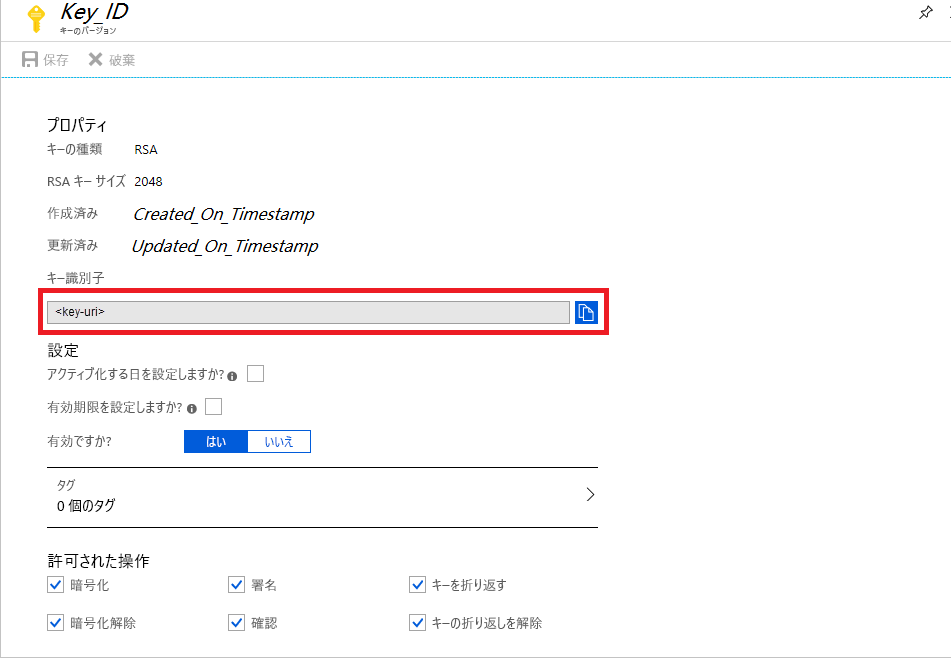 Key_ID
キーのバージョン
保存 破棄
プロパティ
キーの種類 RSA
RSA キー サイズ 2048
作成済み Created_On_Timestamp
更新済み Updated_On_Timestamp
キー識別子
<key-uri>
設定
アクティブ化する日を設定しますか?
有効期限を設定しますか?
有効ですか? はい いいえ
タグ
0 個のタグ
許可された操作
暗号化 署名 キーを折り返す
暗号化解除 確認 キーの折り返しを解除